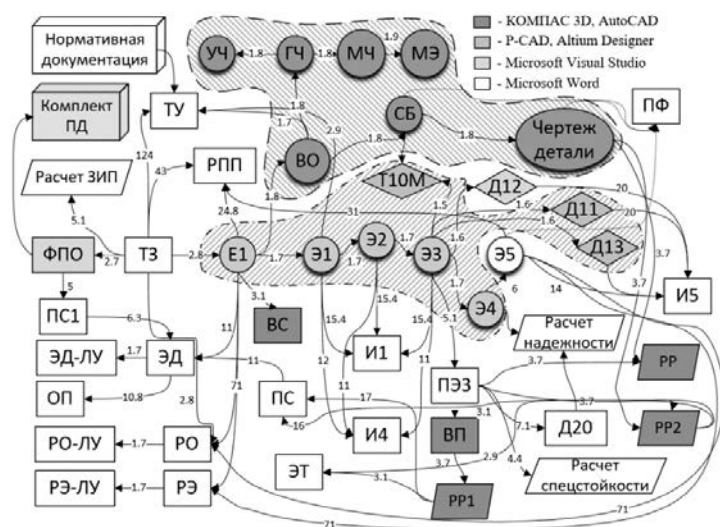 Нормативная
документация
УЧ
1.8
ГЧ
1.8
МЧ
1.9
МЭ
- КОМПАС 3D, AutoCAD
- P-CAD, Altium Designer
- Microsoft Visual Studio
- Microsoft Word
Комплект
ПД
ТУ
1.8
1.7
2.9
СБ
ПФ
124
1.8
1.8
Чертеж
детали
Расчет ЗИП
43
РПП
ВО
Т10М
Д12
20
5.1
24.8
1.8
31
1.5
1.6
Д11
20
ФПО
2.7
ТЗ
2.8
Е1
1.7
Э1
1.7
Э2
1.7
Э3
1.6
1.6
Д13
Э5
3.7
3.7
5
3.1
15.4
15.4
15.4
1.7
Э4
6
14
И5
ПС1
6.3
11
ВС
5.1
Расчет
надежности
ЭД-ЛУ
1.7
ЭД
И1
12
11
11
3.7
РР
ОП
10.8
11
ПС
17
ПЭ3
3.1
3.7
71
2.8
16
7.1
Д20
РР2
РО-ЛУ
1.7
РО
И4
ВП
ЭТ
3.7
2.9
4.4
РЭ-ЛУ
1.7
РЭ
3.1
РР1
Расчет
спецстойкости
71
71